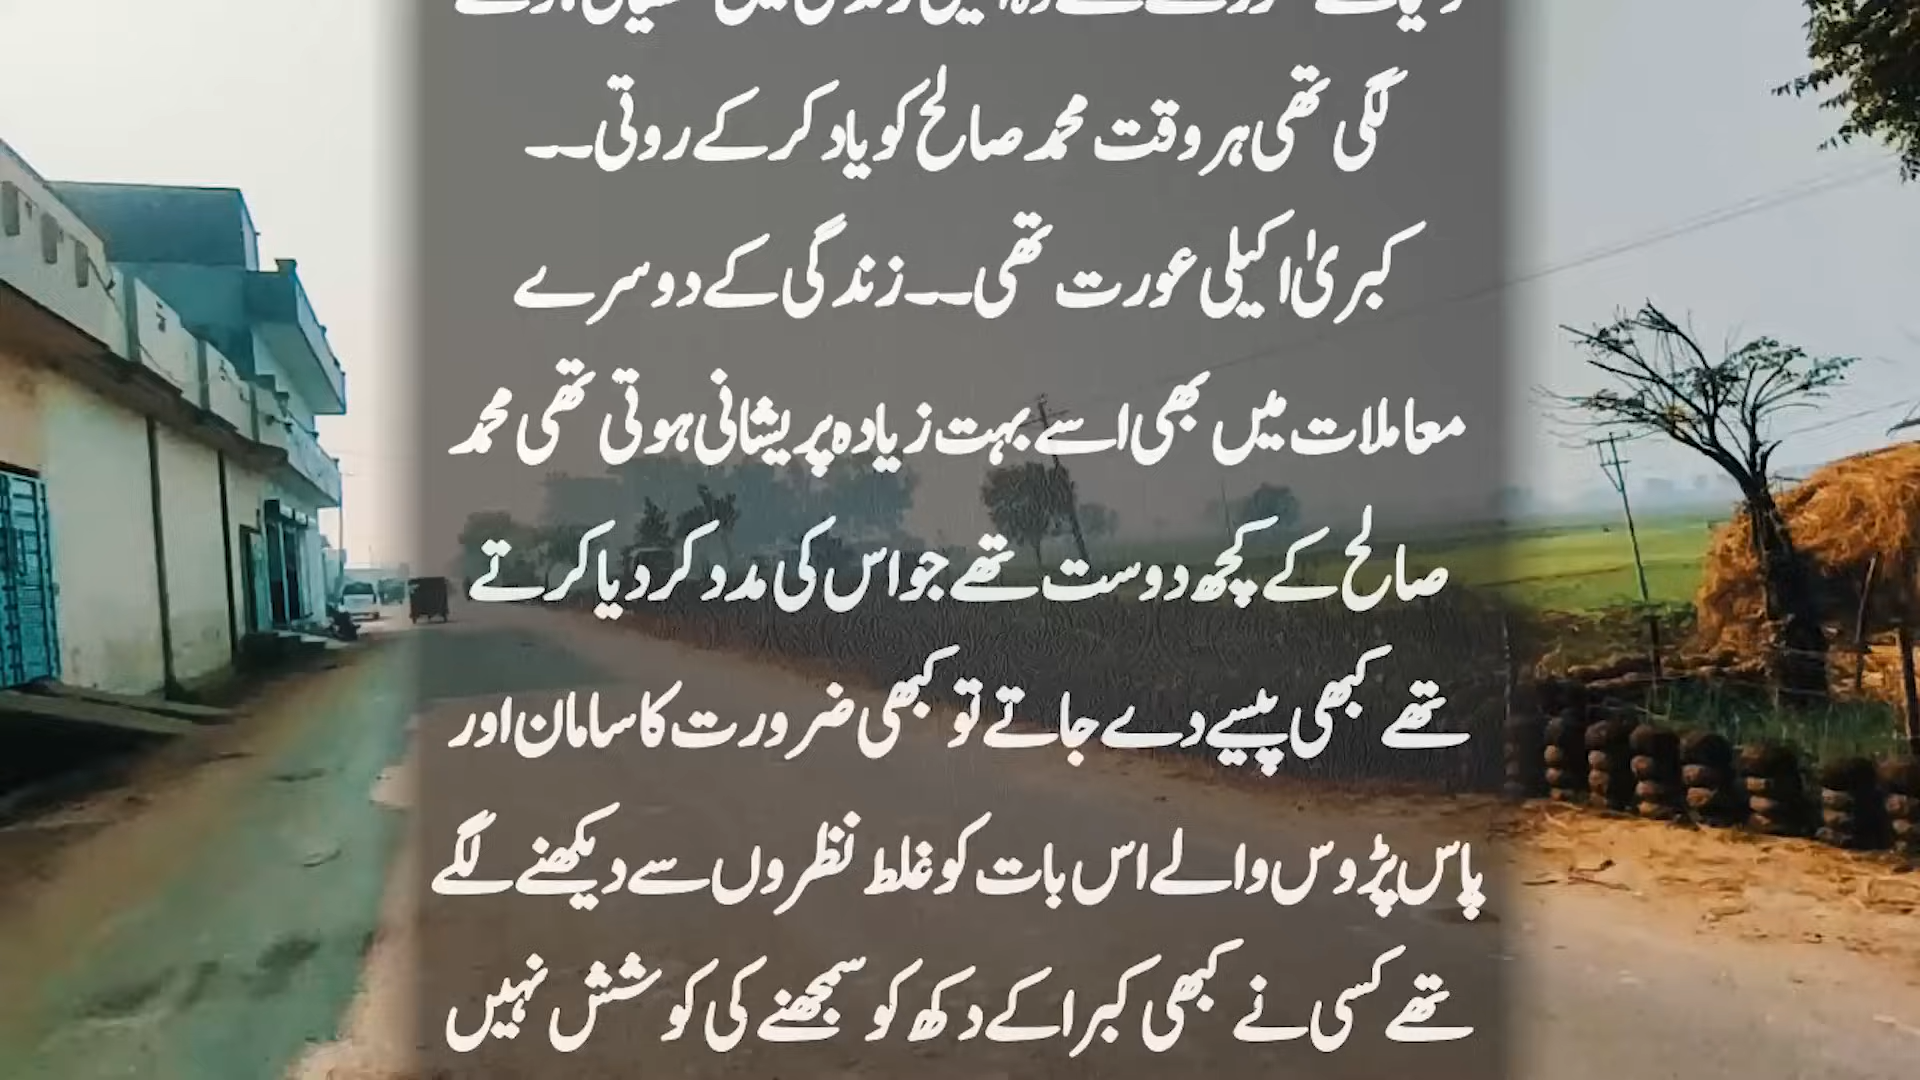 لگی تھی ہر وقت محمد صالح کو یاد کر کے روتی۔۔
کبریٰ اکیلی عورت تھی۔۔ زندگی کے دوسرے
معاملات میں بھی اسے بہت زیادہ پریشانی ہوتی تھی محمد
صالح کے کچھ دوست تھے جو اس کی مدد کر دیا کرتے
تھے کبھی پیسے دے جاتے تو کبھی ضرورت کا سامان اور
پاس پڑوس والے اس بات کو غلط نظروں سے دیکھنے لگے
تھے کسی نے کبھی کبرا کے دکھ کو سمجھنے کی کوشش نہیں